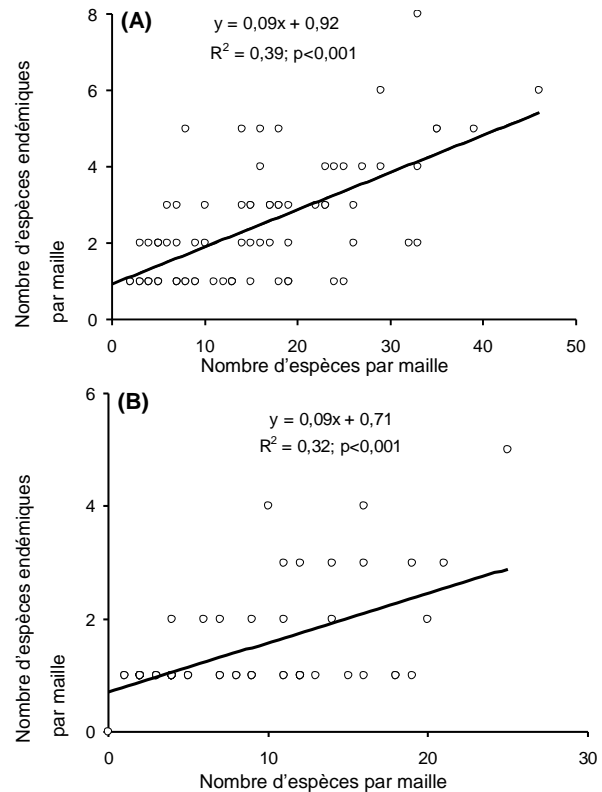 (A)
y = 0,09x + 0,92
R² = 0,39; p<0,001
Nombre d'espèces endémiques
par maille
8
6
4
2
0
0 10 20 30 40 50
Nombre d'espèces par maille
(B)
y = 0,09x + 0,71
R² = 0,32; p<0,001
Nombre d'espèces endémiques
par maille
6
4
2
0
0 10 20 30
Nombre d'espèces par maille